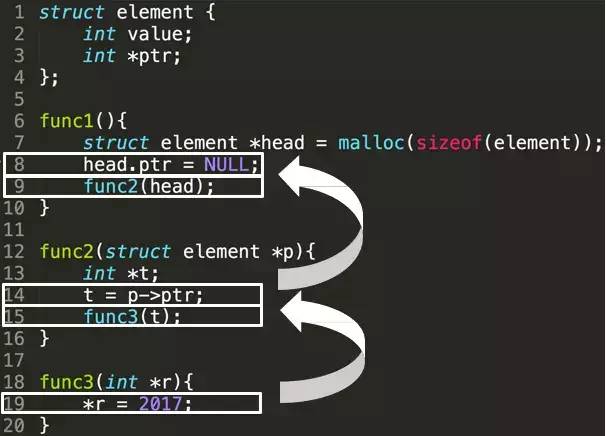 1 struct element {
2 int value;
3 int *ptr;
4 };
5
6 func1(){
7 struct element *head = malloc(sizeof(element));
8 head.ptr = NULL;
9 func2(head);
10 }
11
12 func2(struct element *p){
13 int *t;
14 t = p->ptr;
15 func3(t);
16 }
17
18 func3(int *r){
19 *r = 2017;
20 }